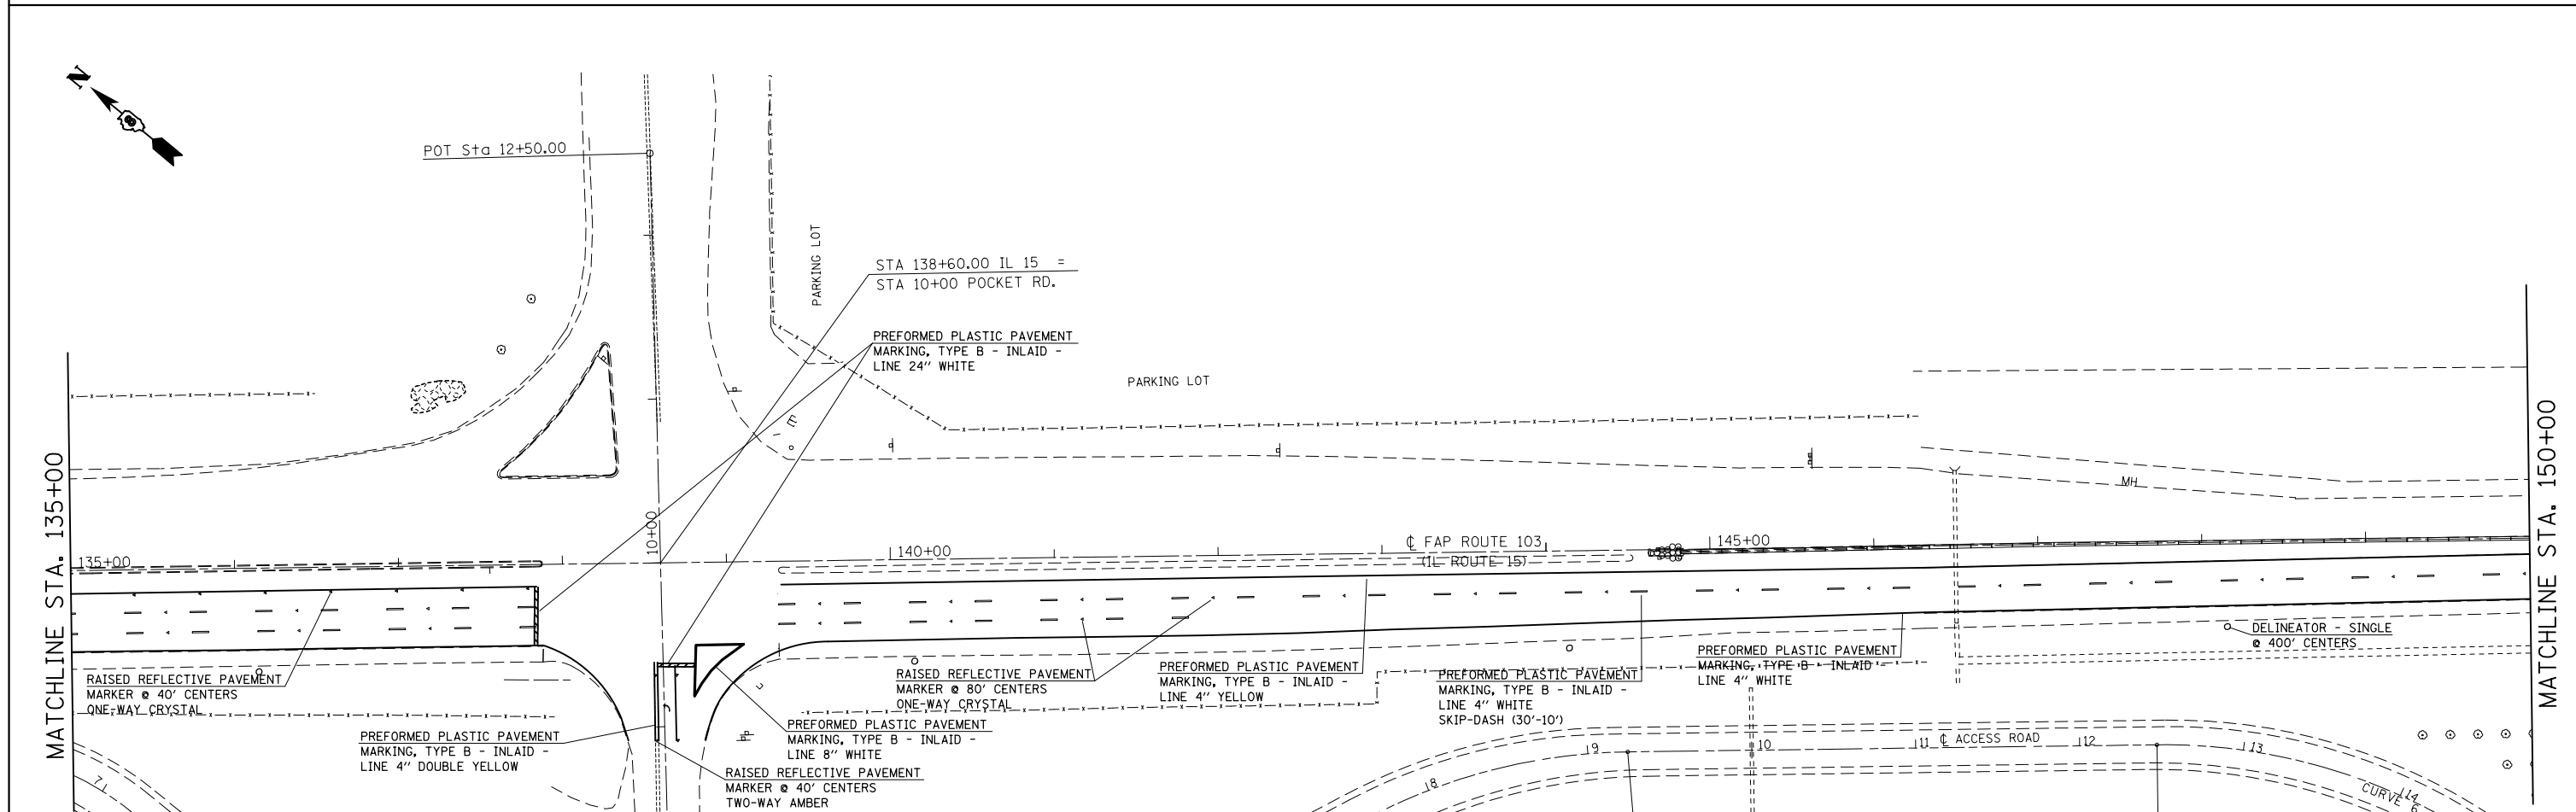 N
POT Sta 12+50.00
PARKING LOT
STA 138+60.00 IL 15 =
STA 10+00 POCKET RD.
PREFORMED PLASTIC PAVEMENT
MARKING, TYPE B - INLAID -
LINE 24" WHITE
PARKING LOT
E
MH
MATCHLINE STA. 135+00
MATCHLINE STA. 150+00
135+00
10+00
140+00
℄ FAP ROUTE 103
(IL ROUTE 15)
145+00
RAISED REFLECTIVE PAVEMENT
MARKER @ 40' CENTERS
ONE-WAY CRYSTAL
PREFORMED PLASTIC PAVEMENT
MARKING, TYPE B - INLAID -
LINE 4" DOUBLE YELLOW
RAISED REFLECTIVE PAVEMENT
MARKER @ 40' CENTERS
TWO-WAY AMBER
PREFORMED PLASTIC PAVEMENT
MARKING, TYPE B - INLAID -
LINE 8" WHITE
RAISED REFLECTIVE PAVEMENT
MARKER @ 80' CENTERS
ONE-WAY CRYSTAL
PREFORMED PLASTIC PAVEMENT
MARKING, TYPE B - INLAID -
LINE 4" YELLOW
PREFORMED PLASTIC PAVEMENT
MARKING, TYPE B - INLAID -
LINE 4" WHITE
SKIP-DASH (30'-10')
PREFORMED PLASTIC PAVEMENT
MARKING, TYPE B - INLAID -
LINE 4" WHITE
DELINEATOR - SINGLE
@ 400' CENTERS
7
8
9
10
11
℄ ACCESS ROAD
12
13
14
CURVE 6